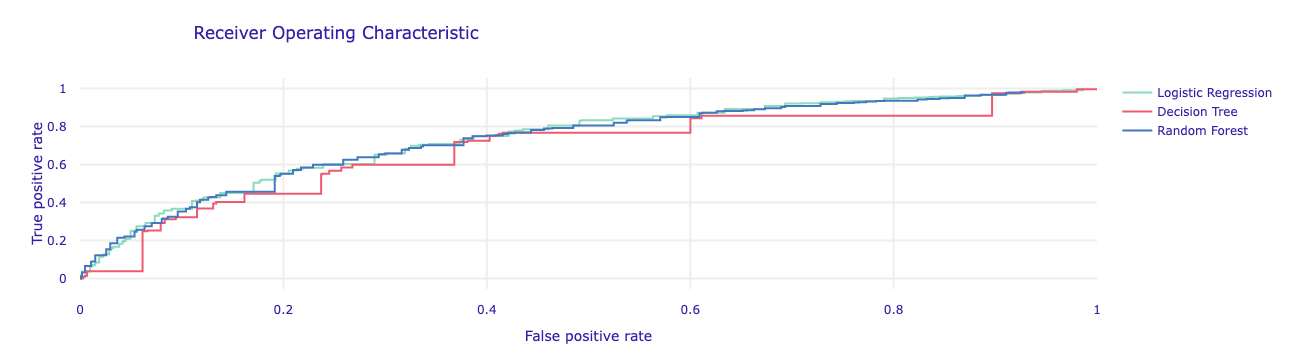 Receiver Operating Characteristic
True positive rate
1
0.8
0.6
0.4
0.2
0
0
0.2
0.4
0.6
0.8
1
False positive rate
Logistic Regression
Decision Tree
Random Forest